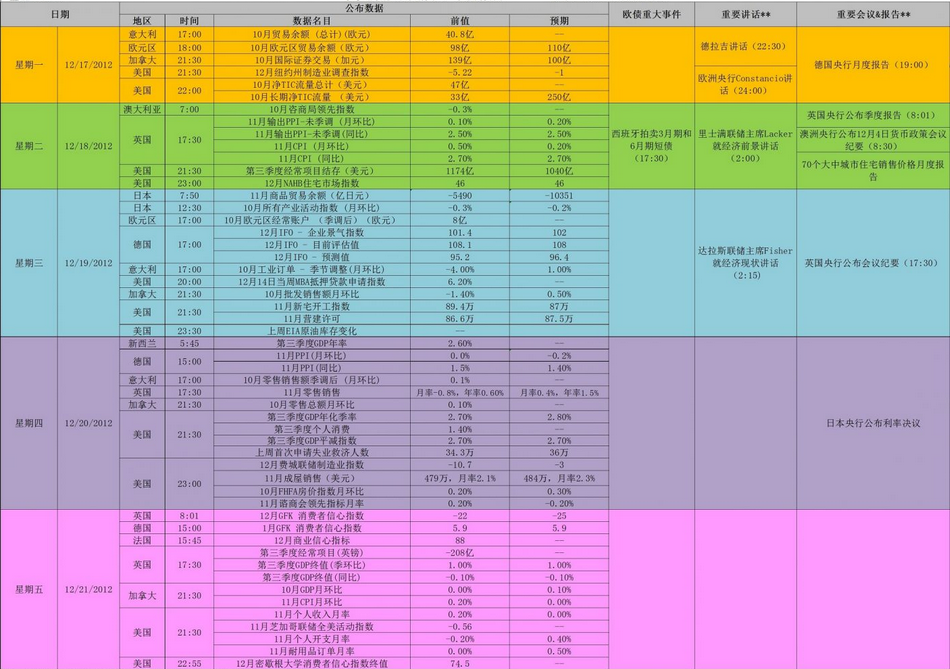 日期 公布数据 欧债重大事件 重要讲话** 重要会议&报告**
地区 时间 数据名目 前值 预期
星期一 12/17/2012
意大利 17:00 10月贸易余额 (总计)(欧元) 40.8亿 ——
欧元区 18:00 10月欧元区贸易余额 (欧元) 98亿 110亿
加拿大 21:30 10月国际证券交易 (加元) 139亿 100亿
美国 21:30 12月纽约州制造业调查指数 -5.22 -1
美国 22:00 10月净TIC流量总计 (美元) 47亿 ——
10月长期净TIC流量 (美元) 33亿 250亿
德拉吉讲话 (22:30)
欧洲央行Constancio讲
话 (24:00)
德国央行月度报告 (19:00)
星期二 12/18/2012
澳大利亚 7:00 10月咨商局领先指数 -0.3% ——
英国 17:30 11月输出PPI-未季调 (月环比) 0.10% 0.20%
11月输出PPI-未季调(同比) 2.50% 2.50%
11月CPI (月环比) 0.50% 0.20%
11月CPI (同比) 2.70% 2.70%
美国 21:30 第三季度经常项目结存 (美元) 1174亿 1040亿
美国 23:00 12月NAHB住宅市场指数 46 46
西班牙拍卖3月期和
6月期短债
(17:30)
里士满联储主席Lacker
就经济前景讲话
(2:00)
英国央行公布季度报告 (8:01)
澳洲央行公布12月4日货币政策会议
纪要 (8:30)
70个大中城市住宅销售价格月度报
告
星期三 12/19/2012
日本 7:50 11月商品贸易余额 (亿日元) -5490 -10351
日本 12:30 10月所有产业活动指数 (月环比) -0.3% -0.2%
欧元区 17:00 10月欧元区经常账户 (季调后) (欧元) 8亿
德国 17:00 12月IFO - 企业景气指数 101.4 102
12月IFO - 目前评估值 108.1 108
12月IFO - 预测值 95.2 96.4
意大利 17:00 10月工业订单 - 季节调整(月环比) -4.00% 1.00%
美国 20:00 12月14日当周MBA抵押贷款申请指数 6.20% ——
加拿大 21:30 10月批发销售额月环比 -1.40% 0.50%
美国 21:30 11月新宅开工指数 89.4万 87万
11月营建许可 86.6万 87.5万
美国 23:30 上周EIA原油库存变化 ——
达拉斯联储主席Fisher
就经济现状讲话
(2:15)
英国央行公布会议纪要 (17:30)
星期四 12/20/2012
新西兰 5:45 第三季度GDP年率 2.60% ——
德国 15:00 11月PPI(月环比) 0.0% -0.2%
11月PPI(同比) 1.5% 1.40%
意大利 17:00 10月零售销售额季调后 (月环比) 0.1% ——
英国 17:30 11月零售销售 月率-0.8%, 年率0.60% 月率0.4%, 年率1.5%
加拿大 21:30 10月零售总额月环比 0.10% ——
美国 21:30 第三季度GDP年化季率 2.70% 2.80%
第三季度个人消费 1.40% ——
第三季度GDP平减指数 2.70% 2.70%
上周首次申请失业救济人数 34.3万 36万
美国 23:00 12月费城联储制造业指数 -10.7 -3
11月成屋销售 (美元) 479万, 月率2.1% 484万, 月率2.3%
10月FHFA房价指数月环比 0.20% 0.30%
11月谘商会领先指标月率 0.20% -0.20%
日本央行公布利率决议
星期五 12/21/2012
英国 8:01 12月GFK 消费者信心指数 -22 -25
德国 15:00 1月GFK 消费者信心指数 5.9 5.9
法国 15:45 12月商业信心指标 88 ——
英国 17:30 第三季度经常项目(英镑) -208亿 ——
第三季度GDP终值(季环比) 1.00% 1.00%
第三季度GDP终值(同比) -0.10% -0.10%
加拿大 21:30 10月GDP月环比 0.00% 0.10%
11月CPI月环比 0.20% 0.00%
美国 21:30 11月个人收入月率 0.20% 0.00%
11月芝加哥联储全美活动指数 -0.56 ——
11月个人开支月率 -0.20% 0.40%
11月耐用品订单月率 0.00% 0.50%
美国 22:55 12月密歇根大学消费者信心指数终值 74.5 ——